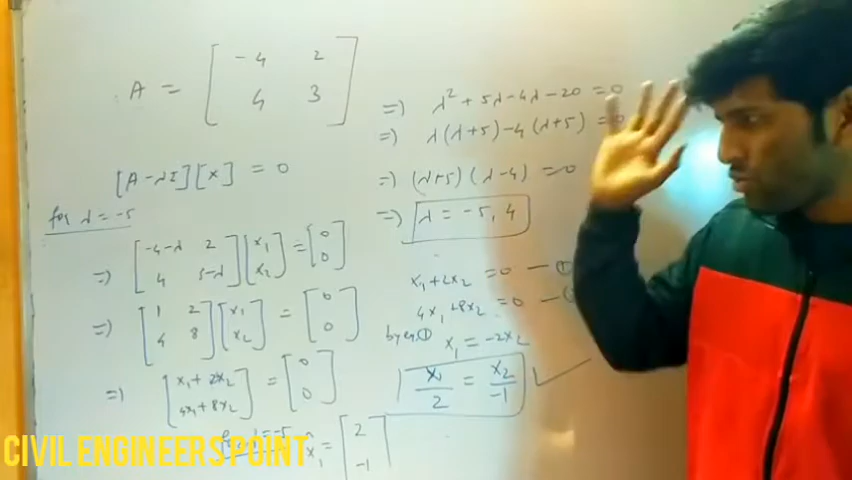 A = [ -4 2
4 3 ]
[A-λI][x] = 0
for λ = -5
=) [ -4-λ 2
4 3-λ ] [ x₁
x₂ ] = [ 0
0 ]
=) [ 1 2
4 8 ] [ x₁
x₂ ] = [ 0
0 ]
=) [ x₁ + 2x₂
4x₁ + 8x₂ ] = [ 0
0 ]
for λ = -5 x₁ = [ 2
-1 ]
=) λ² + 5λ - 4λ - 20 = 0
=) λ(λ+5) - 4(λ+5) = 0
=) (λ+5)(λ-4) = 0
=) λ = -5, 4
x₁ + 2x₂ = 0 — ①
4x₁ + 8x₂ = 0 —
by eq. ① x₁ = -2x₂
x₁/2 = x₂/-1
CIVIL ENGINEERS POINT